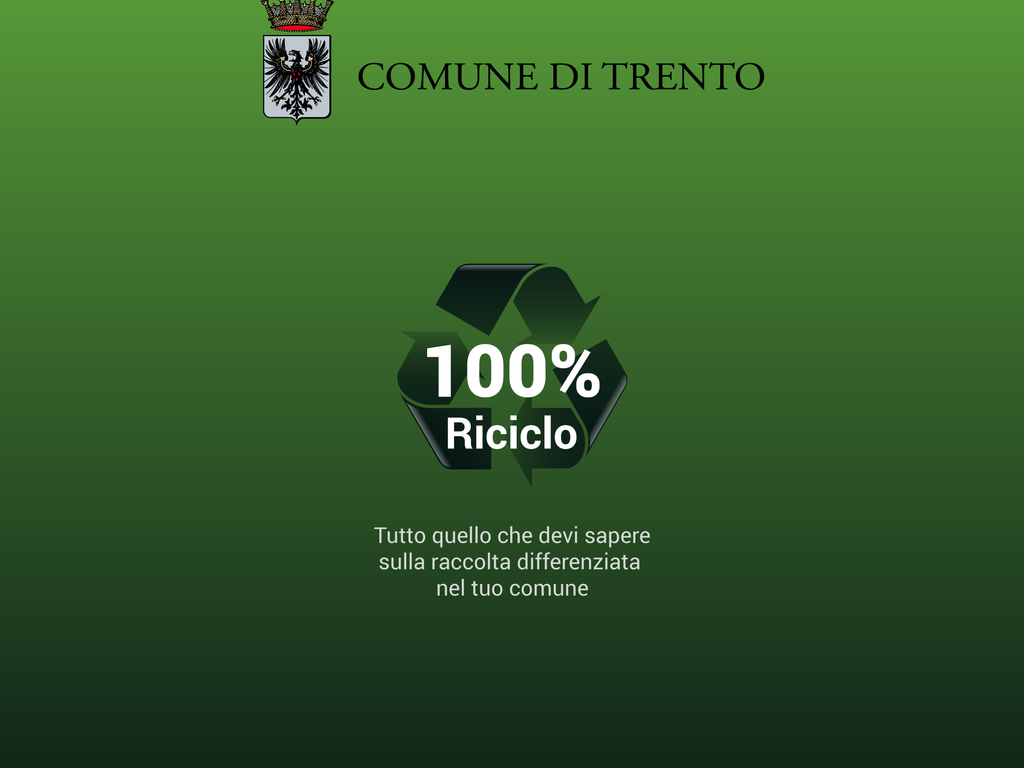 COMUNE DI TRENTO
100%
Riciclo
Tutto quello che devi sapere
sulla raccolta differenziata
nel tuo comune